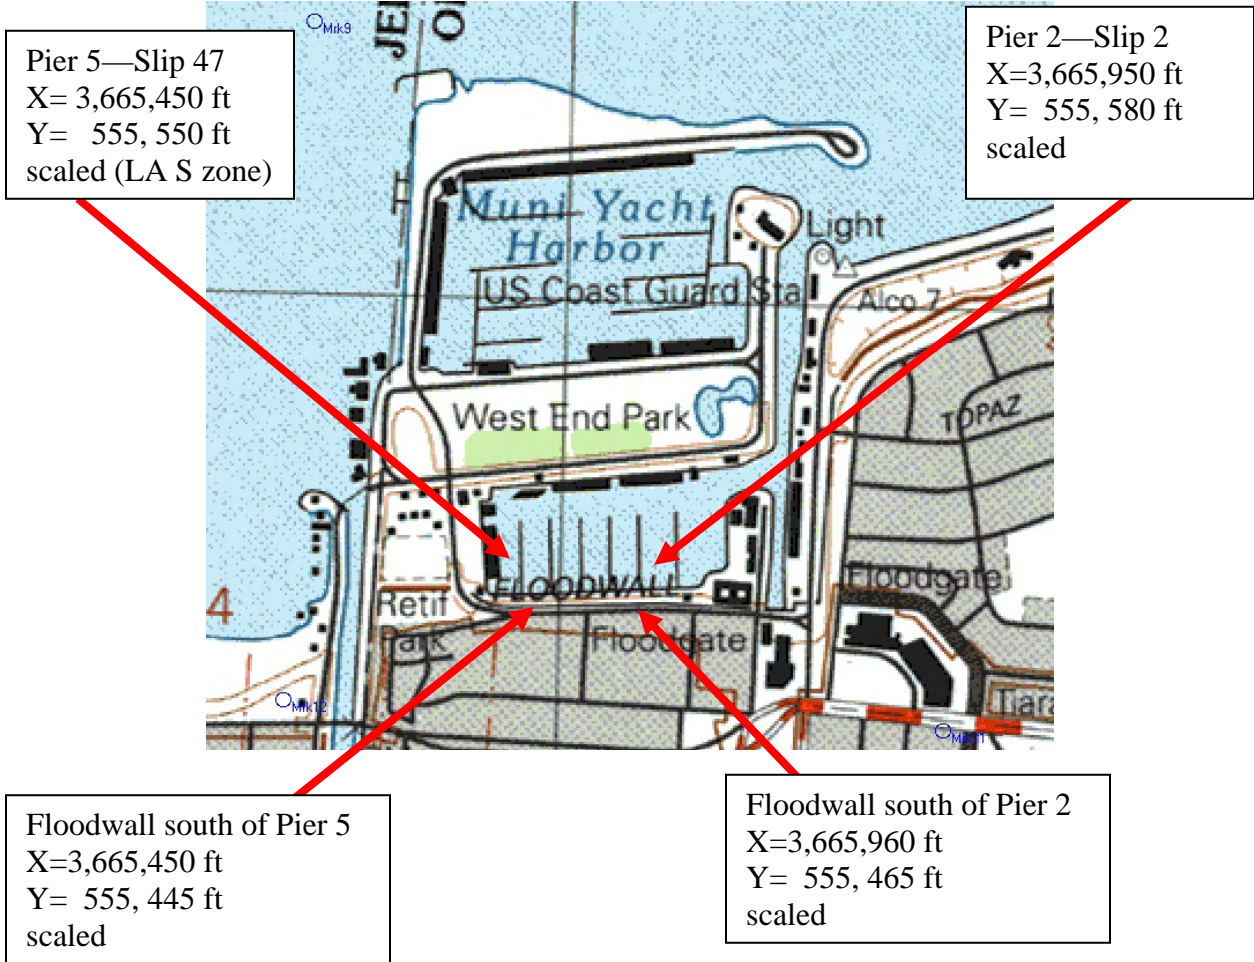 Pier 5—Slip 47
X= 3,665,450 ft
Y= 555, 550 ft
scaled (LA S zone)
Pier 2—Slip 2
X=3,665,950 ft
Y= 555, 580 ft
scaled
Mrk9
Muni Yacht
Harbor
Light
US Coast Guard Sta
Alco 7
West End Park
TOPAZ
FLOODWALL
Floodgate
4
Retif
Park
Floodgate
Mrk12
Mrk11
Floodwall south of Pier 5
X=3,665,450 ft
Y= 555, 445 ft
scaled
Floodwall south of Pier 2
X=3,665,960 ft
Y= 555, 465 ft
scaled